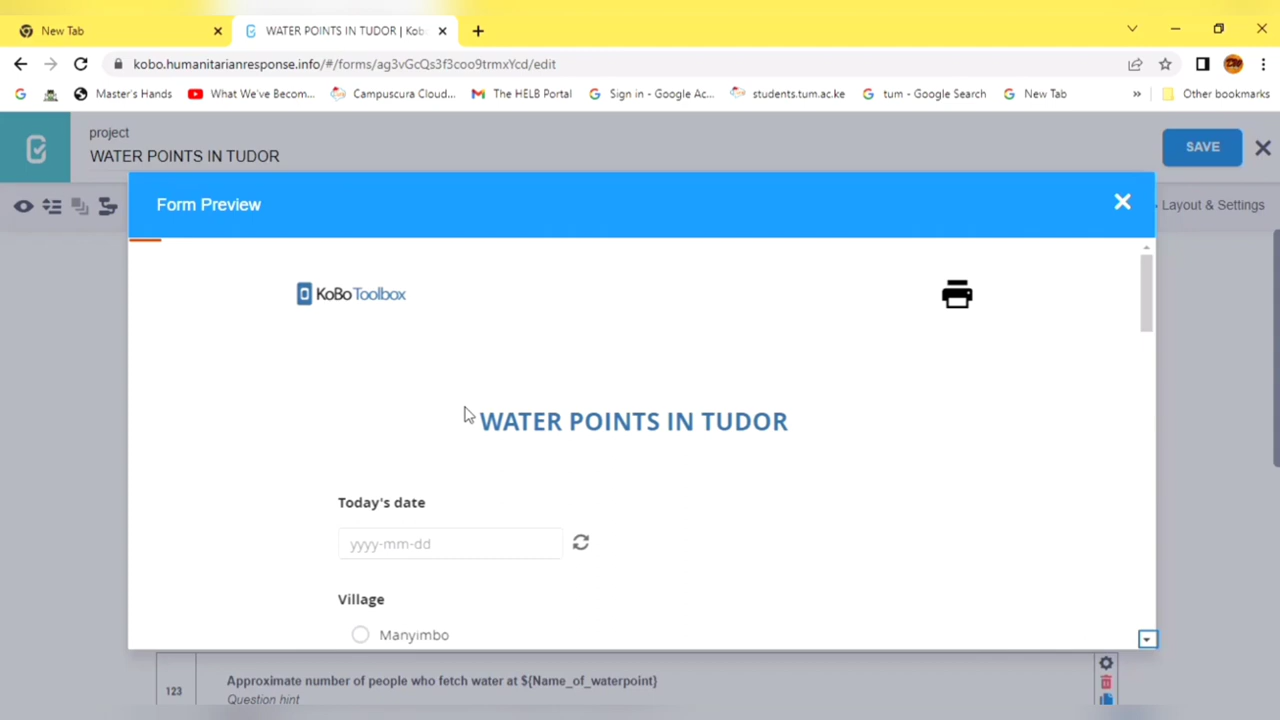 New Tab
WATER POINTS IN TUDOR | Kob
kobo.humanitarianresponse.info/#/forms/ag3vGcQs3f3coo9trmxYcd/edit
Master's Hands
What We've Becom...
Campuscura Cloud...
The HELB Portal
Sign in - Google Ac...
students.tum.ac.ke
tum - Google Search
New Tab
Other bookmarks
project
WATER POINTS IN TUDOR
SAVE
Layout & Settings
Form Preview
KoBoToolbox
WATER POINTS IN TUDOR
Today's date
yyyy-mm-dd
Village
Manyimbo
123
Approximate number of people who fetch water at ${Name_of_waterpoint}
Question hint